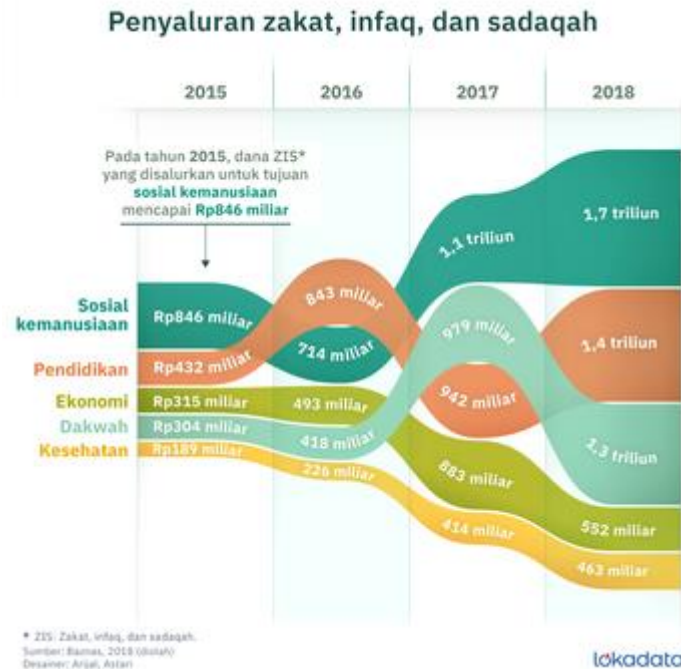 Penyaluran zakat, infaq, dan sadaqah
2015 2016 2017 2018
Pada tahun 2015, dana ZIS*
yang disalurkan untuk tujuan
sosial kemanusiaan
mencapai Rp846 miliar
1,1 triliun
1,7 triliun
Sosial
kemanusiaan
Rp846 miliar
843 miliar
714 miliar
979 miliar
1,4 triliun
Pendidikan
Rp432 miliar
942 miliar
Ekonomi
Rp315 miliar
493 miliar
883 miliar
552 miliar
Dakwah
Rp304 miliar
418 miliar
1,3 triliun
Kesehatan
Rp189 miliar
226 miliar
414 miliar
463 miliar
* ZIS: Zakat, infaq, dan sadaqah.
Sumber: Baznas, 2018 (diolah)
Desainer: Astari
lokadata